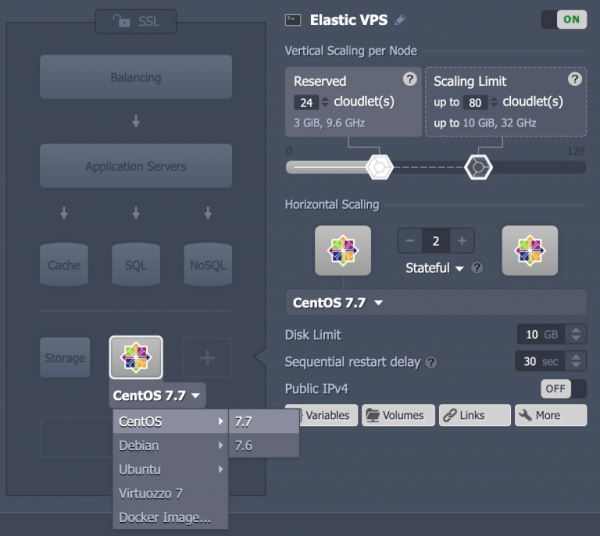 SSL
Balancing
Application Servers
Cache SQL NoSQL
Storage
CentOS 7.7
CentOS 7.7
Debian 7.6
Ubuntu
Virtuozzo 7
Docker Image...
Elastic VPS ON
Vertical Scaling per Node
Reserved ? Scaling Limit ?
24 cloudlet(s) up to 80 cloudlet(s)
3 GiB, 9.6 GHz up to 10 GiB, 32 GHz
0 128
Horizontal Scaling
2
Stateful ?
CentOS 7.7
Disk Limit 10 GB
Sequential restart delay ? 30 sec
Public IPv4 OFF
Variables Volumes Links More